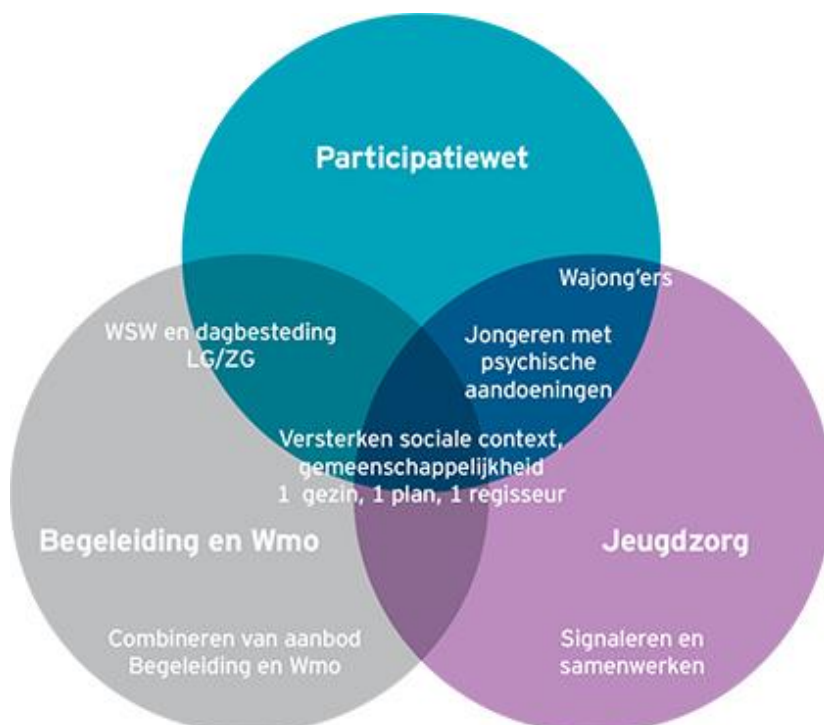 Participatiewet
Wajong'ers
WSW en dagbesteding
LG/ZG
Jongeren met
psychische
aandoeningen
Versterken sociale context,
gemeenschappelijkheid
1 gezin, 1 plan, 1 regisseur
Begeleiding en Wmo
Jeugdzorg
Combineren van aanbod
Begeleiding en Wmo
Signaleren en
samenwerken